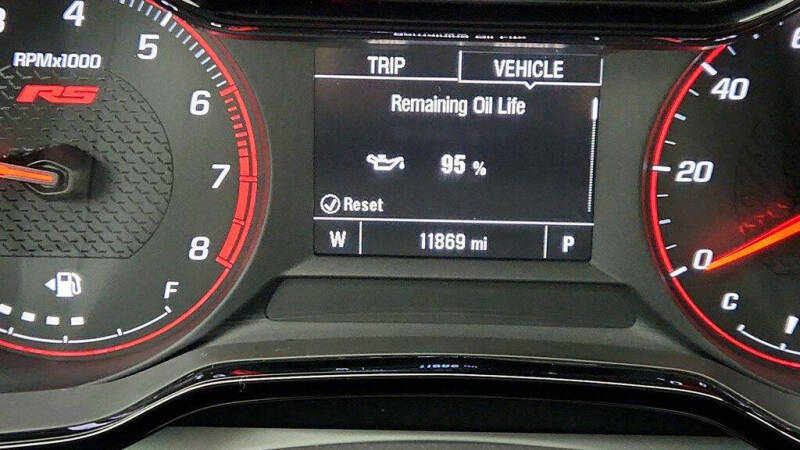 3
4
5
6
7
8
RPMx1000
RS
F
TRIP
VEHICLE
Remaining Oil Life
95 %
Reset
W
11869 mi
P
40
20
0
C